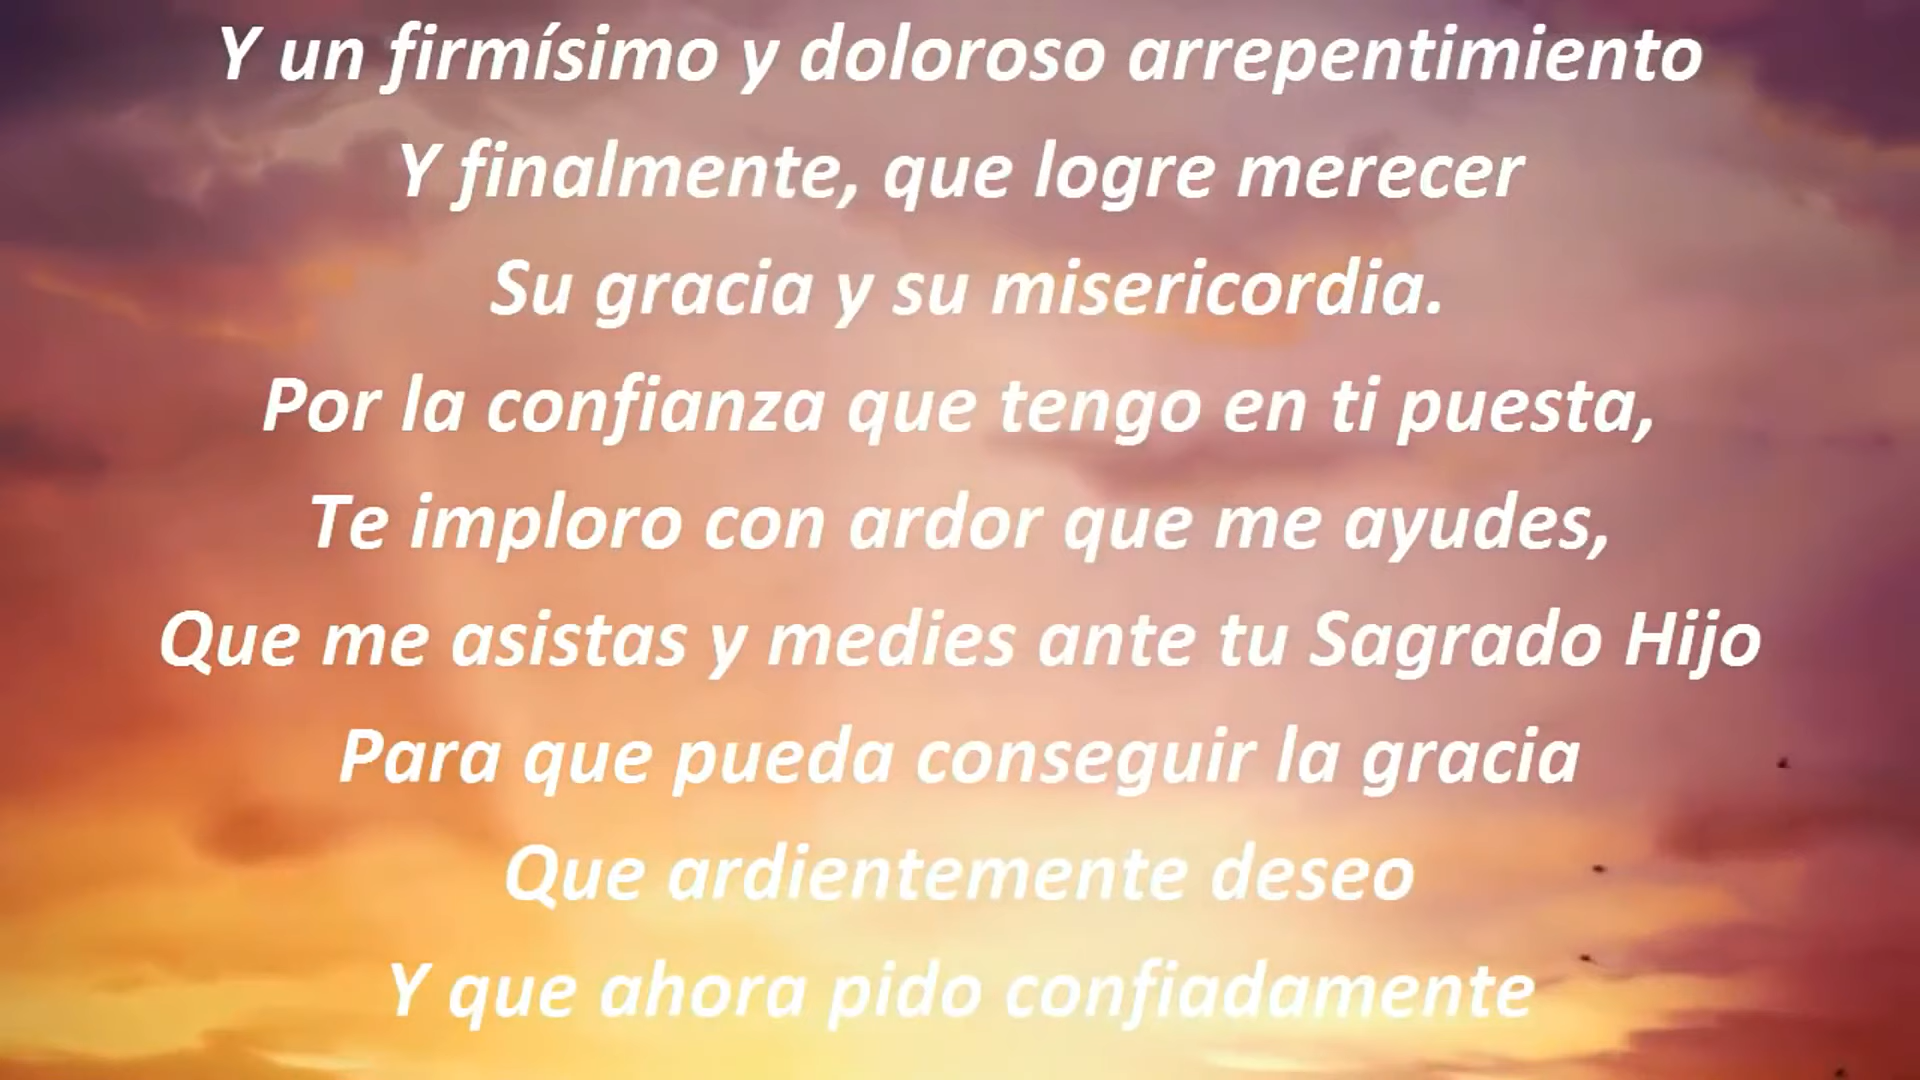 Y un firmísimo y doloroso arrepentimiento
Y finalmente, que logre merecer
Su gracia y su misericordia.
Por la confianza que tengo en ti puesta,
Te imploro con ardor que me ayudes,
Que me asistas y medies ante tu Sagrado Hijo
Para que pueda conseguir la gracia
Que ardientemente deseo
Y que ahora pido confiadamente